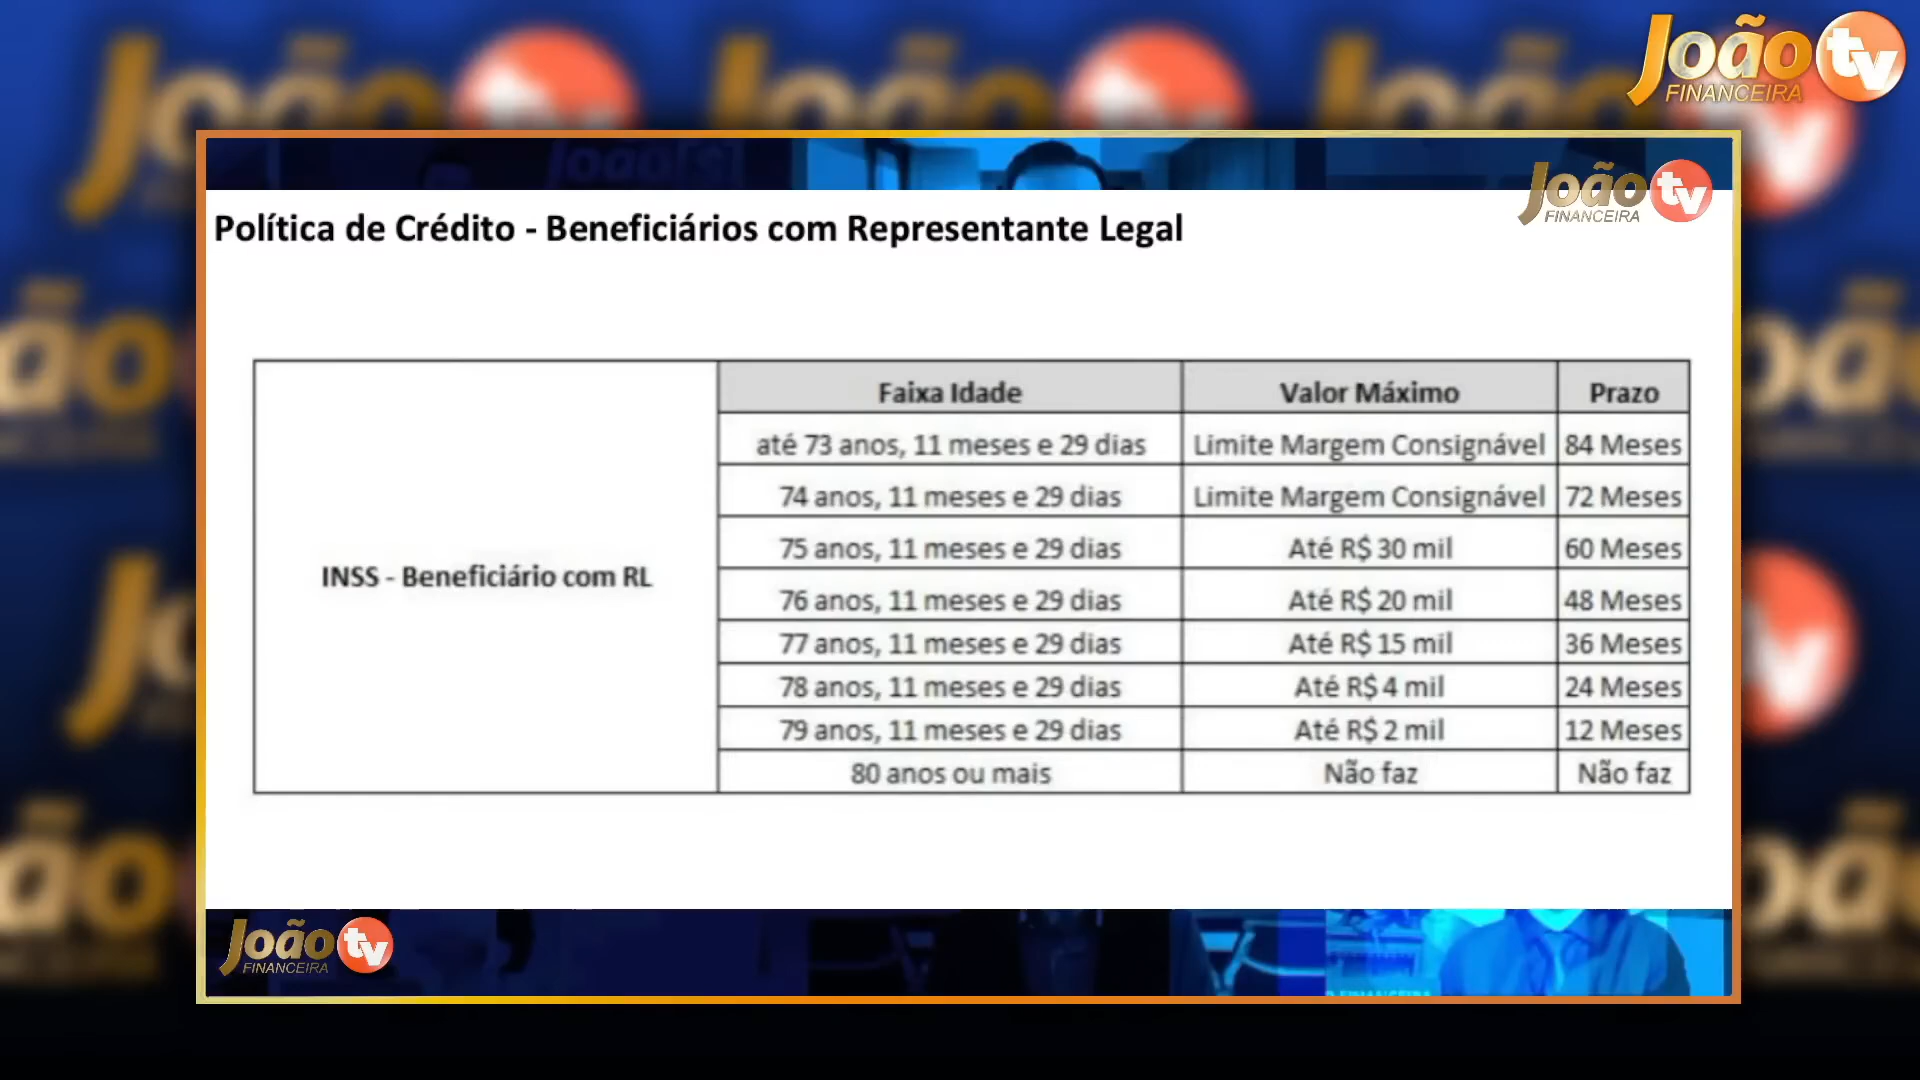 João tv
FINANCEIRA
João tv
FINANCEIRA
Política de Crédito - Beneficiários com Representante Legal
Faixa Idade Valor Máximo Prazo
até 73 anos, 11 meses e 29 dias Limite Margem Consignável 84 Meses
74 anos, 11 meses e 29 dias Limite Margem Consignável 72 Meses
75 anos, 11 meses e 29 dias Até R$ 30 mil 60 Meses
INSS - Beneficiário com RL
76 anos, 11 meses e 29 dias Até R$ 20 mil 48 Meses
77 anos, 11 meses e 29 dias Até R$ 15 mil 36 Meses
78 anos, 11 meses e 29 dias Até R$ 4 mil 24 Meses
79 anos, 11 meses e 29 dias Até R$ 2 mil 12 Meses
80 anos ou mais Não faz Não faz
João tv
FINANCEIRA